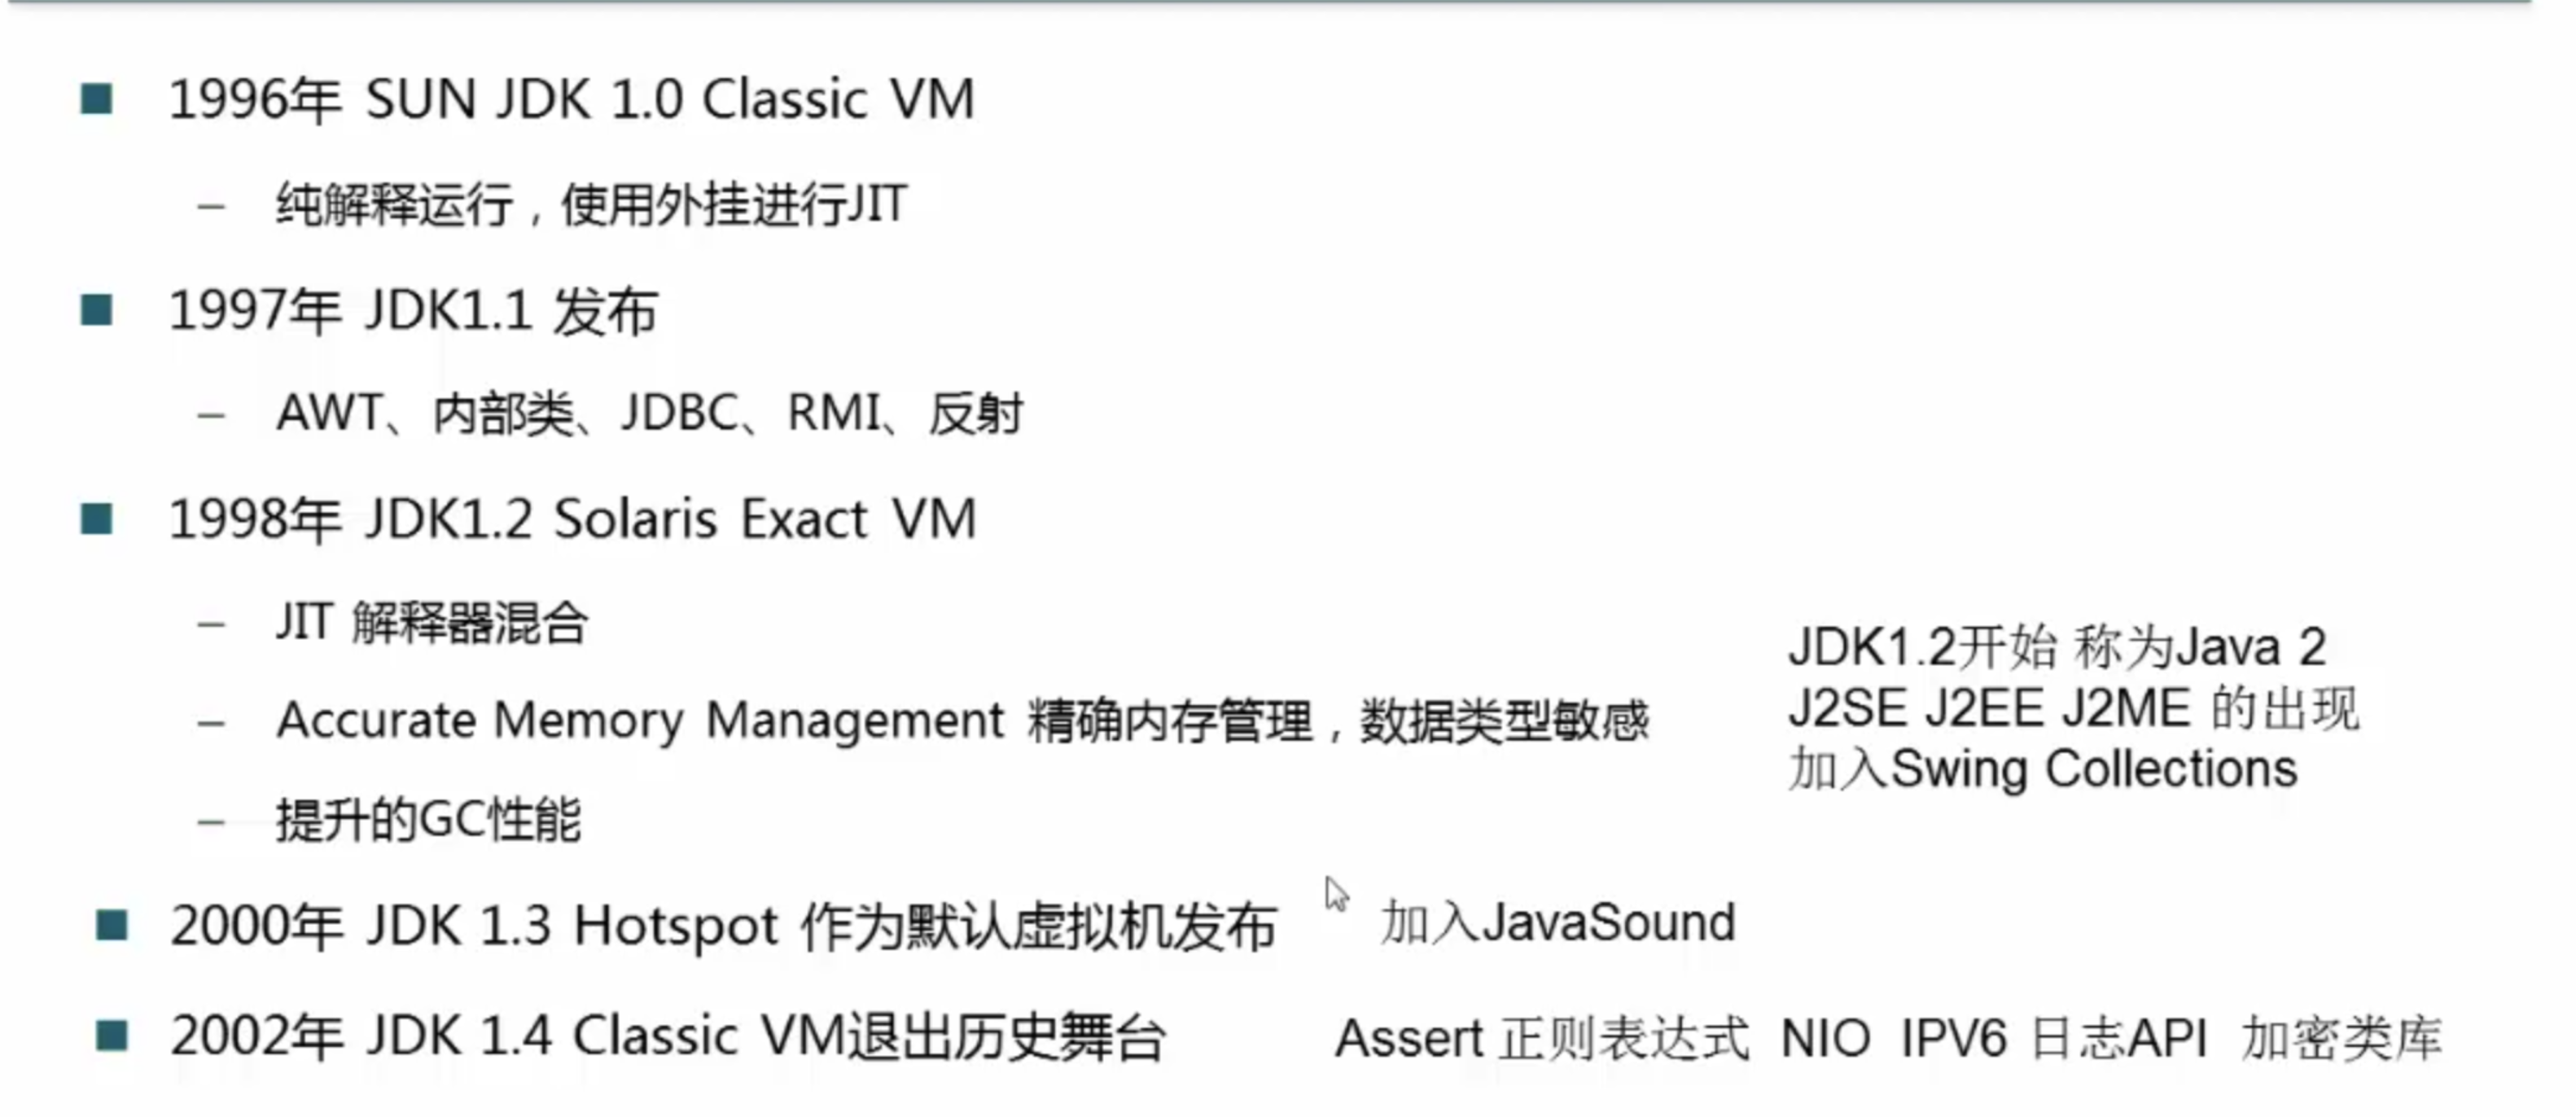 1996年 SUN JDK 1.0 Classic VM
– 纯解释运行，使用外挂进行JIT
1997年 JDK1.1 发布
– AWT、内部类、JDBC、RMI、反射
1998年 JDK1.2 Solaris Exact VM
– JIT 解释器混合
– Accurate Memory Management 精确内存管理，数据类型敏感
– 提升的GC性能
JDK1.2开始 称为Java 2
J2SE J2EE J2ME 的出现
加入Swing Collections
2000年 JDK 1.3 Hotspot 作为默认虚拟机发布 加入JavaSound
2002年 JDK 1.4 Classic VM退出历史舞台 Assert 正则表达式 NIO IPV6 日志API 加密类库